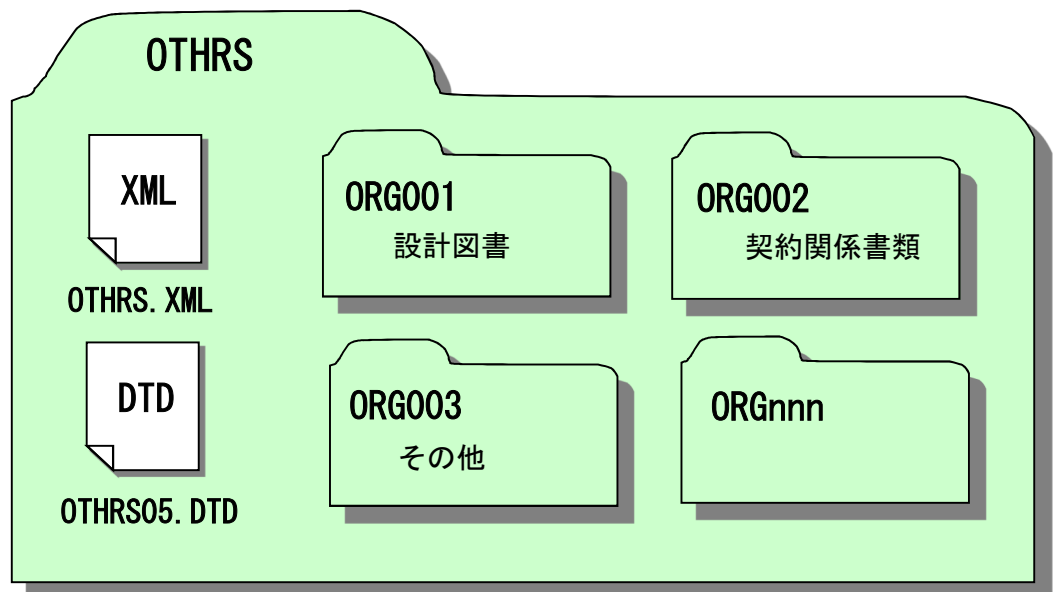 OTHRS
XML
OTHRS.XML
ORG001
設計図書
ORG002
契約関係書類
DTD
OTHRS05.DTD
ORG003
その他
ORGnnn